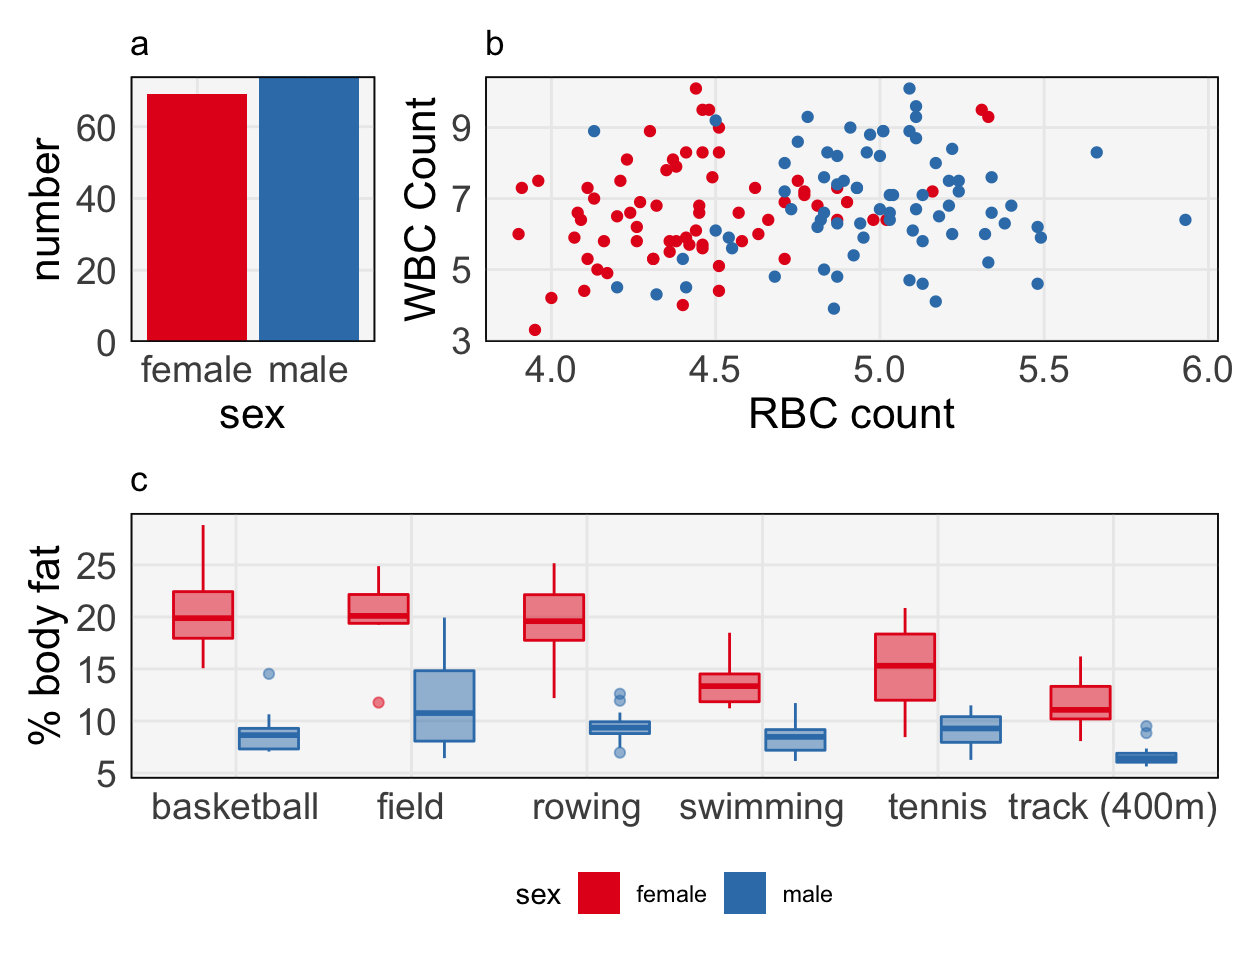 a
number
60
40
20
0
female male
sex
b
WBC Count
9
7
5
3
4.0 4.5 5.0 5.5 6.0
RBC count
c
% body fat
25
20
15
10
5
basketball field rowing swimming tennis track (400m)
sex female male